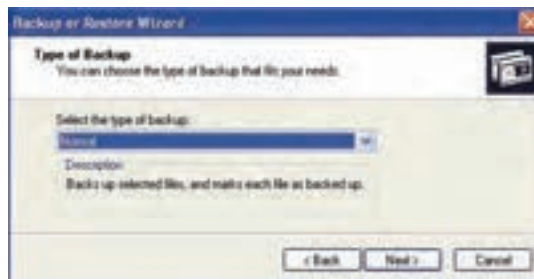 Backup or Restore Wizard
Type of Backup
You can choose the type of backup that fits your needs.
Select the type of backup:
Normal
Description
Backs up selected files, and marks each file as backed up.
< Back Next > Cancel